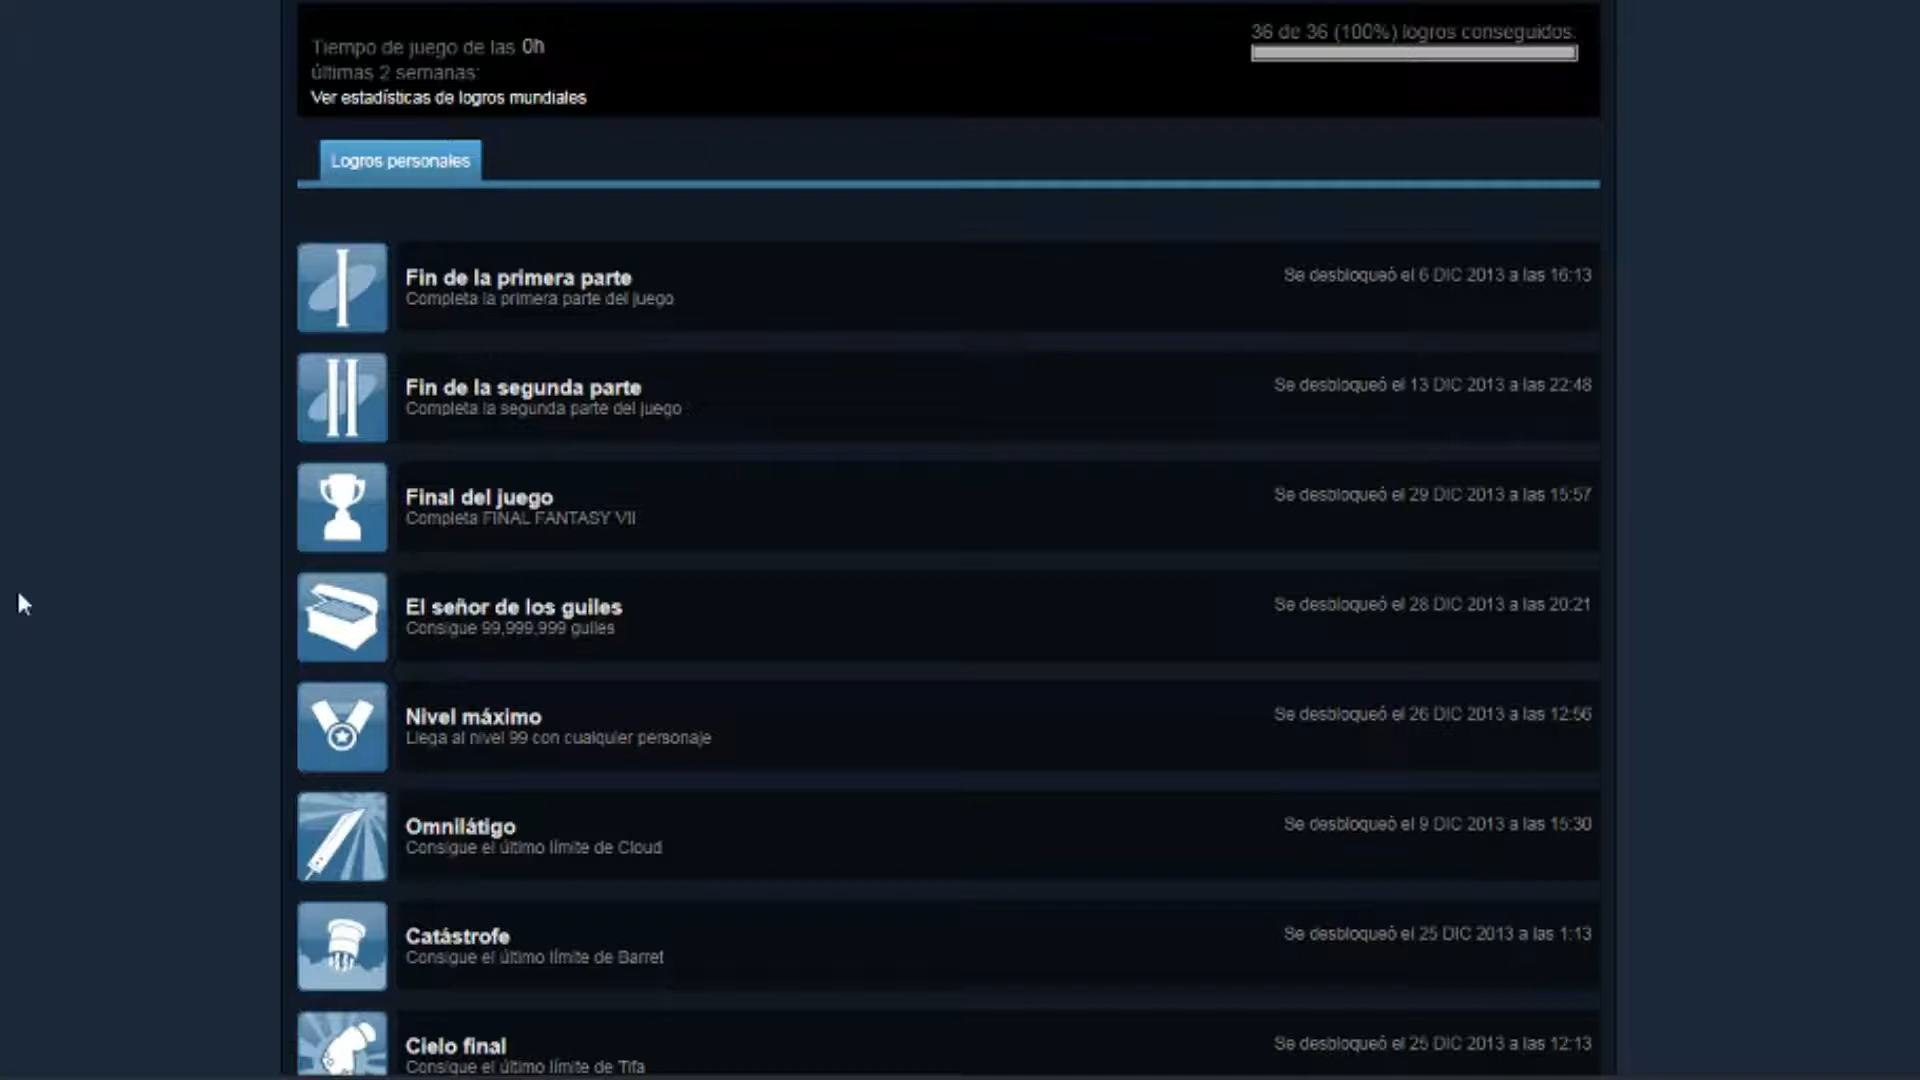 Tiempo de juego de las 0h
últimas 2 semanas:
Ver estadísticas de logros mundiales
36 de 36 (100%) logros conseguidos.
Logros personales
Fin de la primera parte
Completa la primera parte del juego
Se desbloqueó el 6 DIC 2013 a las 16:13
Fin de la segunda parte
Completa la segunda parte del juego
Se desbloqueó el 13 DIC 2013 a las 22:48
Final del juego
Completa FINAL FANTASY VII
Se desbloqueó el 29 DIC 2013 a las 15:57
El señor de los guiles
Consigue 99,999,999 guiles
Se desbloqueó el 28 DIC 2013 a las 20:21
Nivel máximo
Llega al nivel 99 con cualquier personaje
Se desbloqueó el 26 DIC 2013 a las 12:56
Omnilátigo
Consigue el último límite de Cloud
Se desbloqueó el 9 DIC 2013 a las 15:30
Catástrofe
Consigue el último límite de Barret
Se desbloqueó el 25 DIC 2013 a las 1:13
Cielo final
Consigue el último límite de Tifa
Se desbloqueó el 25 DIC 2013 a las 12:13